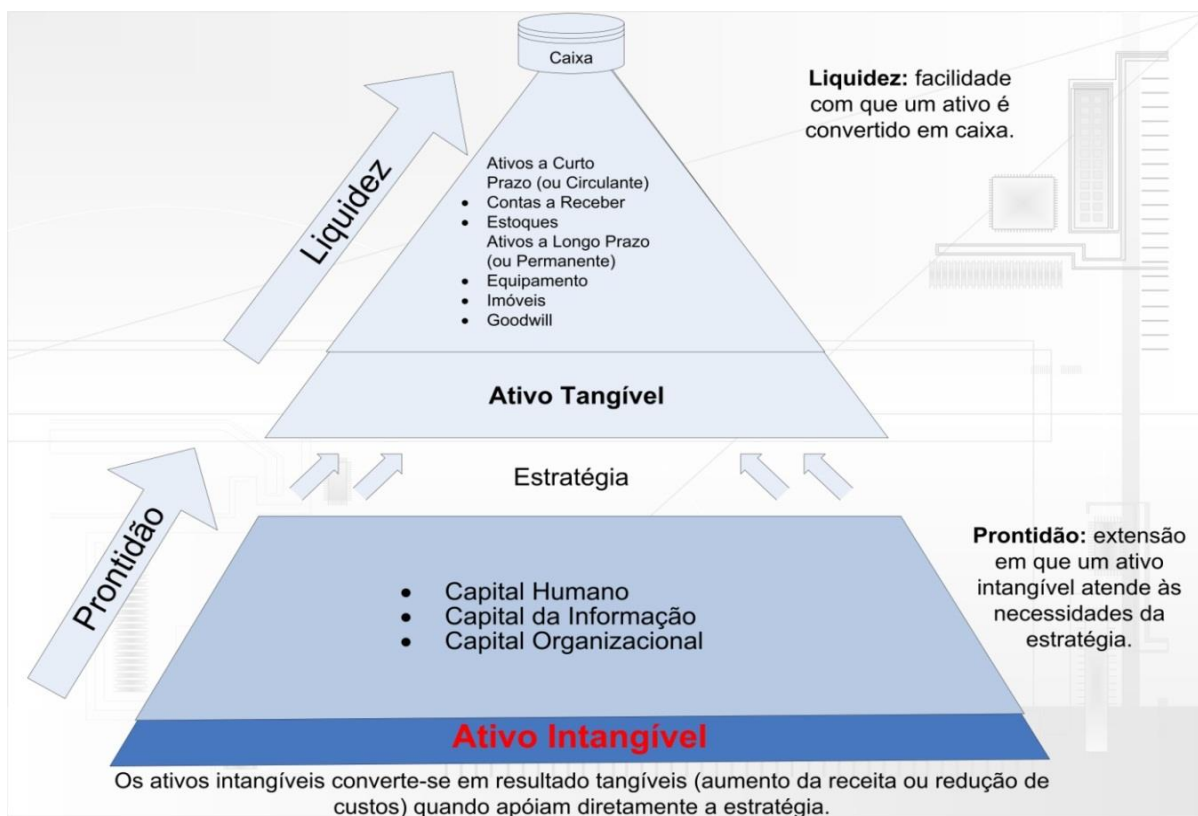 Caixa
Liquidez: facilidade
com que um ativo é
convertido em caixa.
Liquidez
Ativos a Curto
Prazo (ou Circulante)
• Contas a Receber
• Estoques
Ativos a Longo Prazo
(ou Permanente)
• Equipamento
• Imóveis
• Goodwill
Ativo Tangível
Estratégia
Prontidão
Prontidão: extensão
em que um ativo
intangível atende às
necessidades da
estratégia.
• Capital Humano
• Capital da Informação
• Capital Organizacional
Ativo Intangível
Os ativos intangíveis converte-se em resultado tangíveis (aumento da receita ou redução de
custos) quando apóiam diretamente a estratégia.